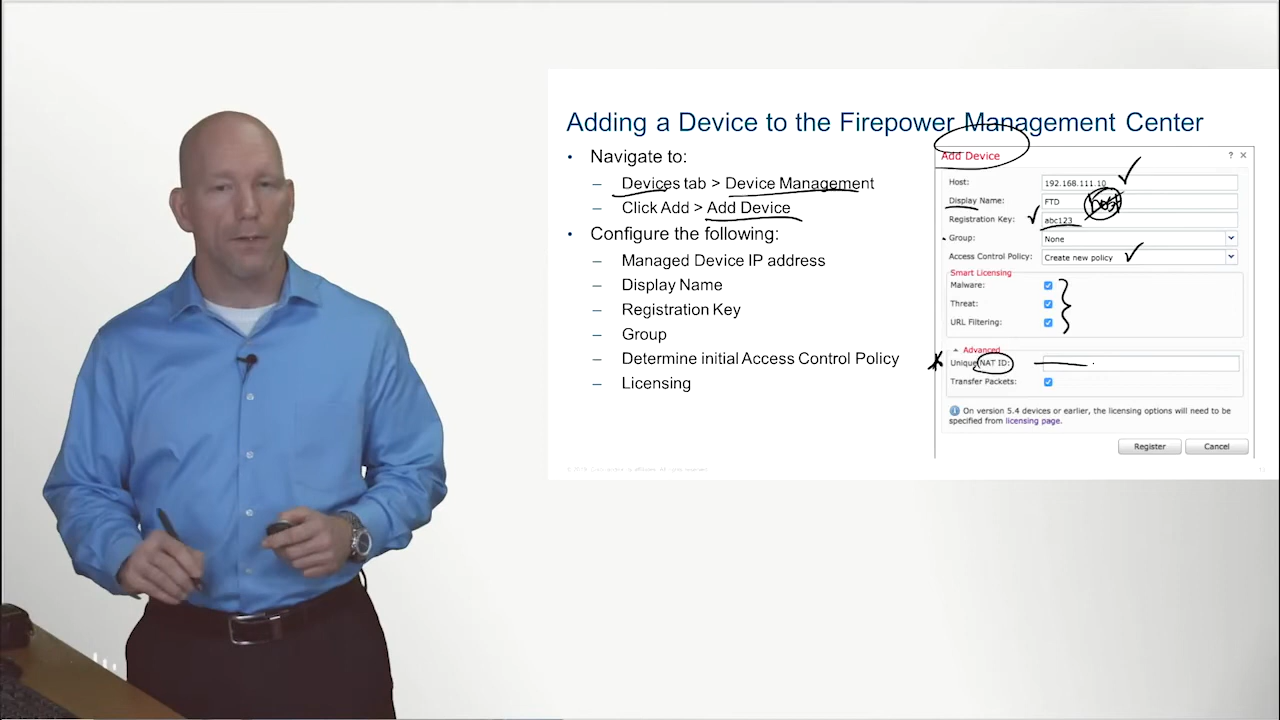 Adding a Device to the Firepower Management Center
• Navigate to:
– Devices tab > Device Management
– Click Add > Add Device
• Configure the following:
– Managed Device IP address
– Display Name
– Registration Key
– Group
– Determine initial Access Control Policy
– Licensing
Add Device ? ×
Host: 192.168.111.10
Display Name: FTD
Registration Key: abc123
Group: None
Access Control Policy: Create new policy
Smart Licensing
Malware:
Threat:
URL Filtering:
Advanced
Unique NAT ID:
Transfer Packets:
On version 5.4 devices or earlier, the licensing options will need to be
specified from licensing page.
Register Cancel